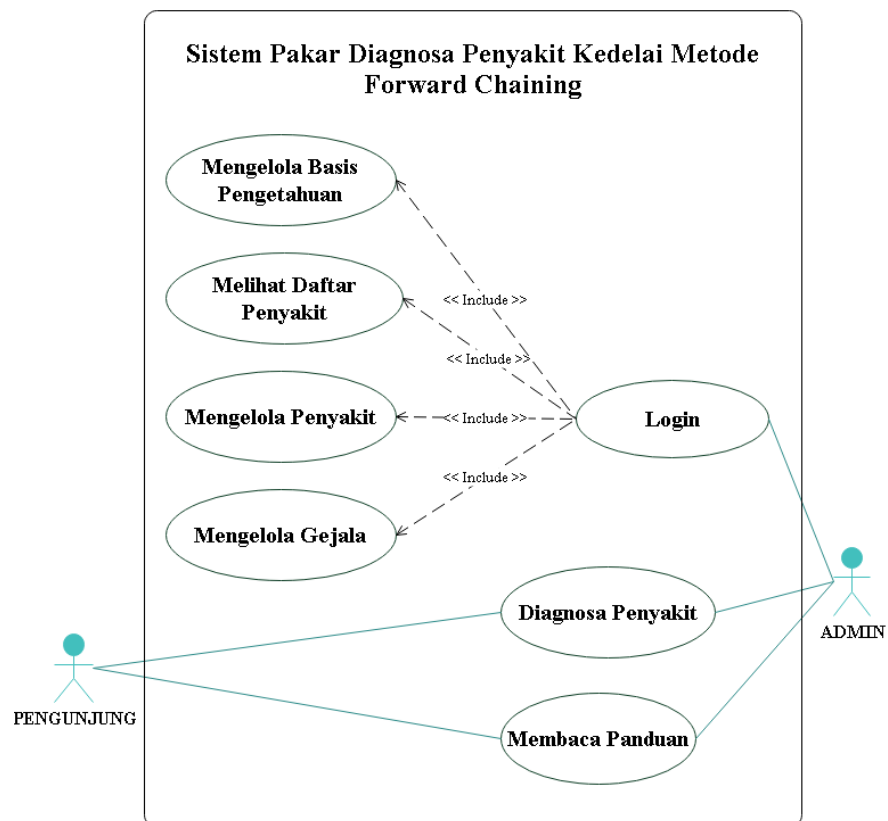 Sistem Pakar Diagnosa Penyakit Kedelai Metode
Forward Chaining
Mengelola Basis
Pengetahuan
Melihat Daftar
Penyakit
<< Include >>
<< Include >>
Mengelola Penyakit
<< Include >>
Login
<< Include >>
Mengelola Gejala
Diagnosa Penyakit
ADMIN
PENGUNJUNG
Membaca Panduan